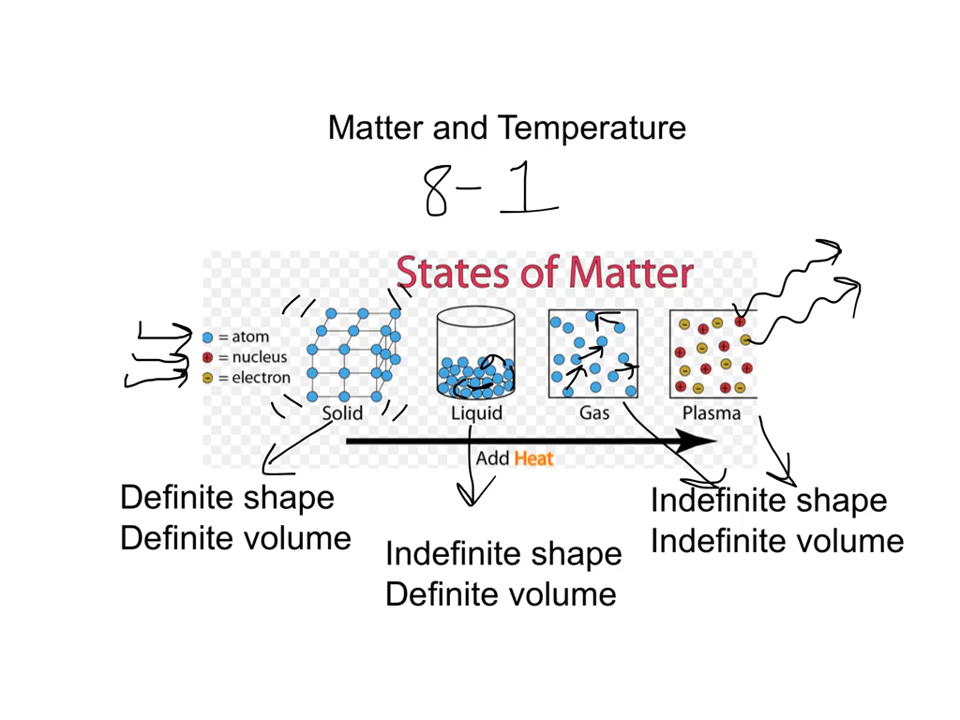 Matter and Temperature
8-1
States of Matter
= atom
= nucleus
= electron
Solid
Liquid
Gas
Plasma
Add Heat
Definite shape
Definite volume
Indefinite shape
Definite volume
Indefinite shape
Indefinite volume